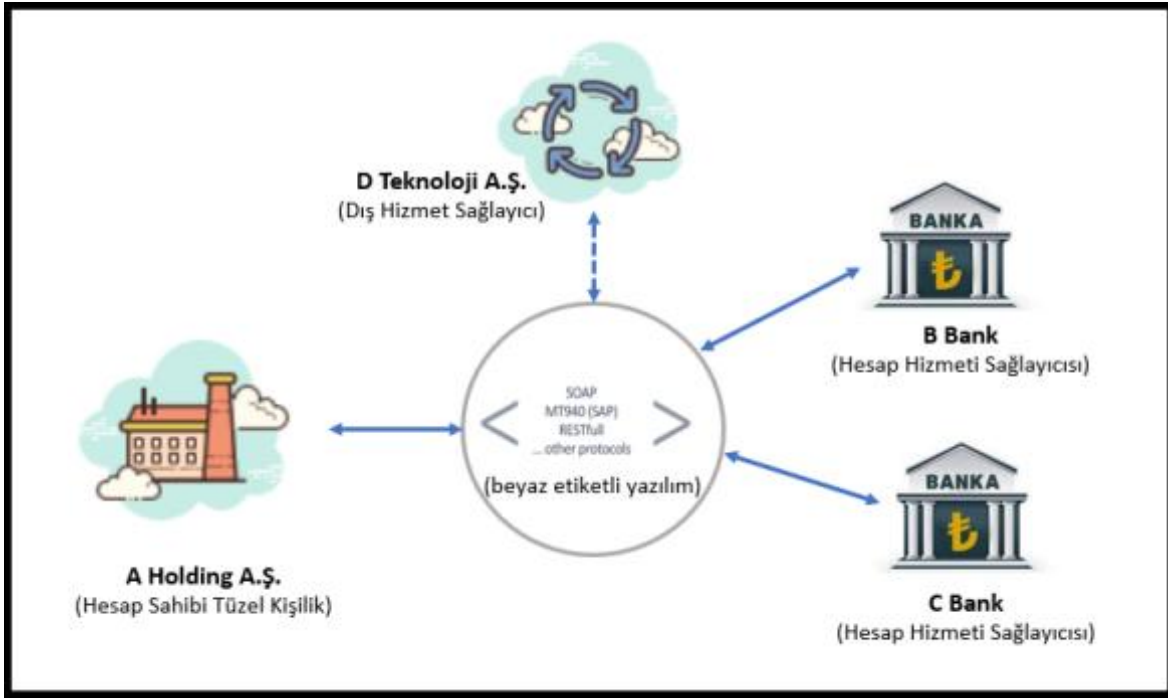 D Teknoloji A.Ş.
(Dış Hizmet Sağlayıcı)
BANKA
B Bank
(Hesap Hizmeti Sağlayıcısı)
SOAP
MT940 (SAP)
RESTfull
... other protocols
(beyaz etiketli yazılım)
A Holding A.Ş.
(Hesap Sahibi Tüzel Kişilik)
BANKA
C Bank
(Hesap Hizmeti Sağlayıcısı)